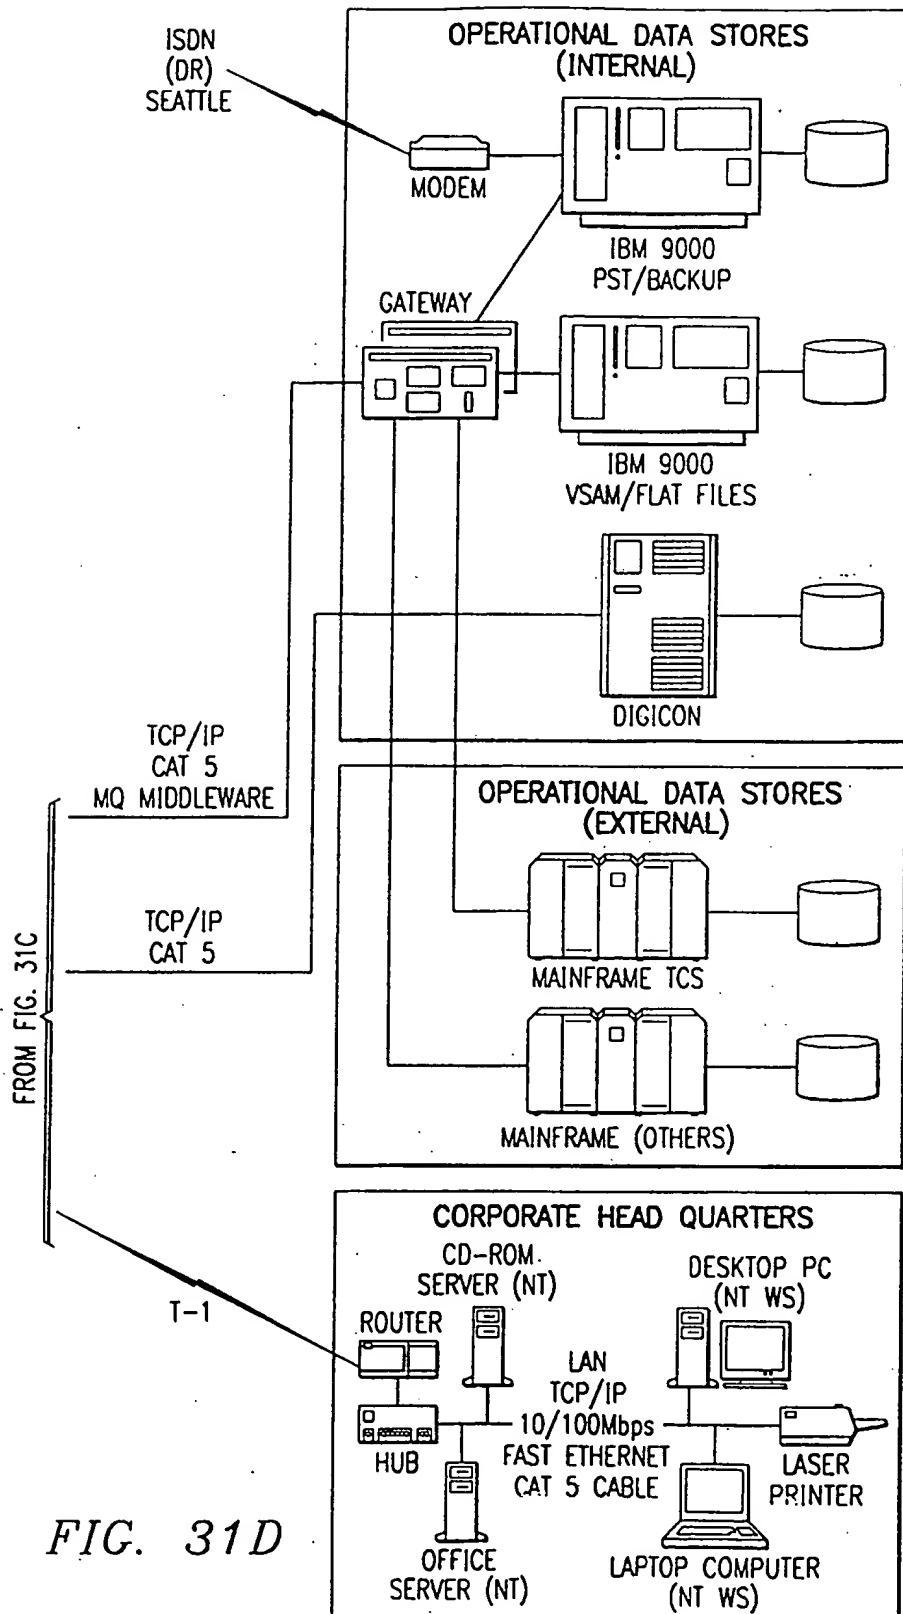 ISDN
(DR)
SEATTLE
OPERATIONAL DATA STORES
(INTERNAL)
MODEM
IBM 9000
PST/BACKUP
GATEWAY
IBM 9000
VSAM/FLAT FILES
DIGICON
TCP/IP
CAT 5
MQ MIDDLEWARE
OPERATIONAL DATA STORES
(EXTERNAL)
TCP/IP
CAT 5
MAINFRAME TCS
FROM FIG. 31C
MAINFRAME (OTHERS)
CORPORATE HEAD QUARTERS
CD-ROM
SERVER (NT)
DESKTOP PC
(NT WS)
T-1
ROUTER
LAN
TCP/IP
10/100Mbps
FAST ETHERNET
CAT 5 CABLE
HUB
LASER
PRINTER
OFFICE
SERVER (NT)
LAPTOP COMPUTER
(NT WS)
FIG. 31D